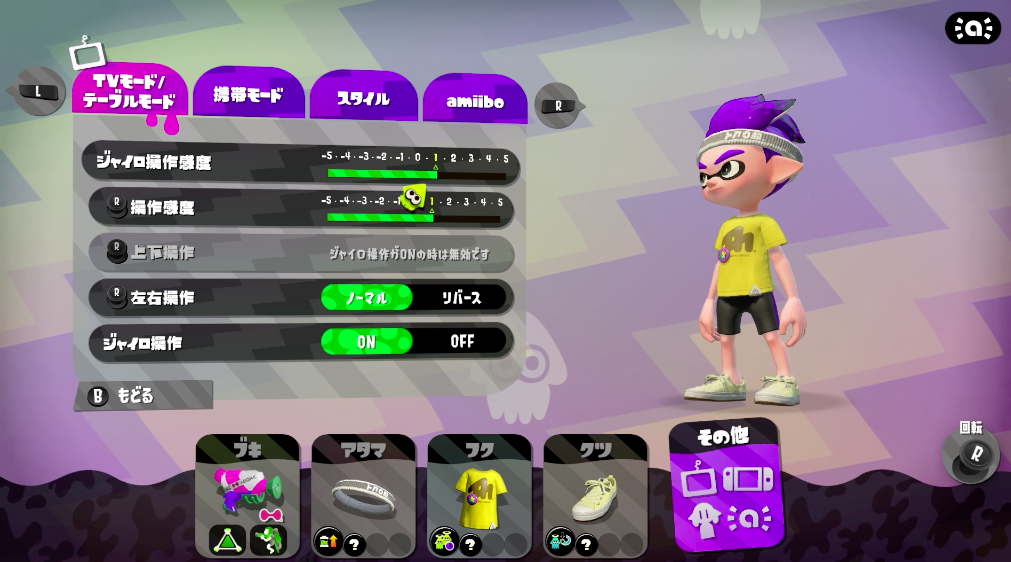 L
TVモード/
テーブルモード
携帯モード
スタイル
amiibo
R
ジャイロ操作感度
-5・-4・-3・-2・-1・0・1・2・3・4・5
R 操作感度
-5・-4・-3・-2・-1 1・2・3・4・5
R 上下操作
ジャイロ操作がONの時は無効です
R 左右操作
ノーマル
リバース
ジャイロ操作
ON
OFF
B もどる
回転
R
ブキ
アタマ
フク
クツ
その他
?
?
?